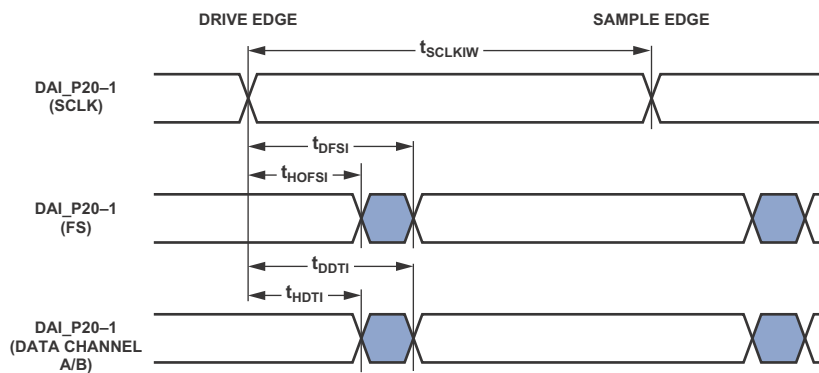 DRIVE EDGE
SAMPLE EDGE
tSCLKIW
DAI_P20–1
(SCLK)
tDFSI
tHOFSI
DAI_P20–1
(FS)
tDDTI
tHDTI
DAI_P20–1
(DATA CHANNEL
A/B)